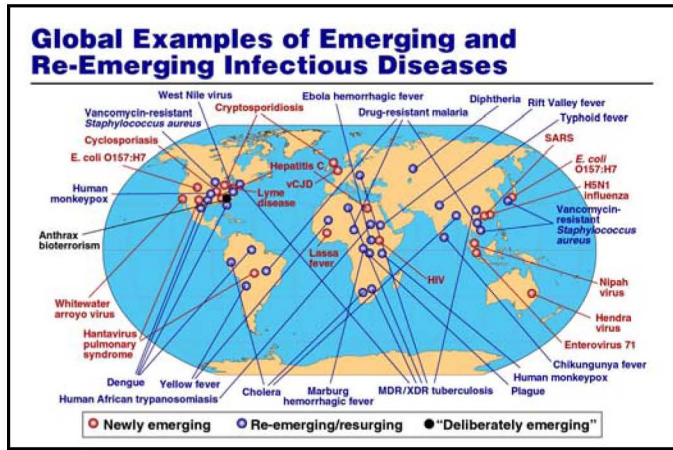 Global Examples of Emerging and
Re-Emerging Infectious Diseases
West Nile virus
Cryptosporidiosis
Ebola hemorrhagic fever
Drug-resistant malaria
Diphtheria
Rift Valley fever
Typhoid fever
Vancomycin-resistant
Staphylococcus aureus
Cyclosporiasis
E. coli O157:H7
Human
monkeypox
Anthrax
bioterrorism
Whitewater
arroyo virus
Hantavirus
pulmonary
syndrome
Hepatitis C
vCJD
Lyme
disease
Lassa
fever
HIV
SARS
E. coli
O157:H7
H5N1
influenza
Vancomycin-
resistant
Staphylococcus
aureus
Nipah
virus
Hendra
virus
Enterovirus 71
Chikungunya fever
Human monkeypox
Plague
Dengue
Yellow fever
Human African trypanosomiasis
Cholera
Marburg
hemorrhagic fever
MDR/XDR tuberculosis
Newly emerging
Re-emerging/resurging
"Deliberately emerging"